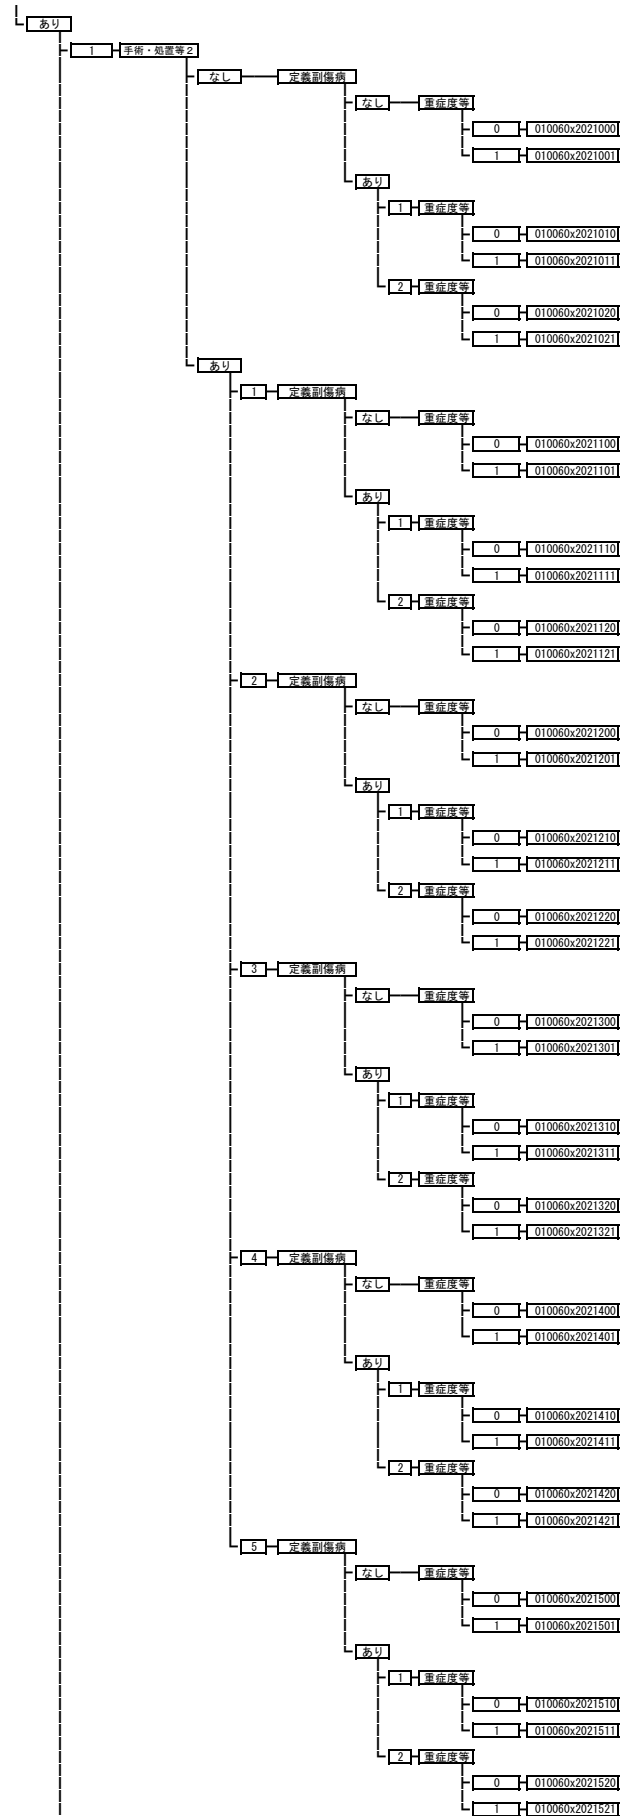 あり
1 手術・処置等２
なし 定義副傷病
なし 重症度等
0 010060x2021000
1 010060x2021001
あり
1 重症度等
0 010060x2021010
1 010060x2021011
2 重症度等
0 010060x2021020
1 010060x2021021
あり
1 定義副傷病
なし 重症度等
0 010060x2021100
1 010060x2021101
あり
1 重症度等
0 010060x2021110
1 010060x2021111
2 重症度等
0 010060x2021120
1 010060x2021121
2 定義副傷病
なし 重症度等
0 010060x2021200
1 010060x2021201
あり
1 重症度等
0 010060x2021210
1 010060x2021211
2 重症度等
0 010060x2021220
1 010060x2021221
3 定義副傷病
なし 重症度等
0 010060x2021300
1 010060x2021301
あり
1 重症度等
0 010060x2021310
1 010060x2021311
2 重症度等
0 010060x2021320
1 010060x2021321
4 定義副傷病
なし 重症度等
0 010060x2021400
1 010060x2021401
あり
1 重症度等
0 010060x2021410
1 010060x2021411
2 重症度等
0 010060x2021420
1 010060x2021421
5 定義副傷病
なし 重症度等
0 010060x2021500
1 010060x2021501
あり
1 重症度等
0 010060x2021510
1 010060x2021511
2 重症度等
0 010060x2021520
1 010060x2021521